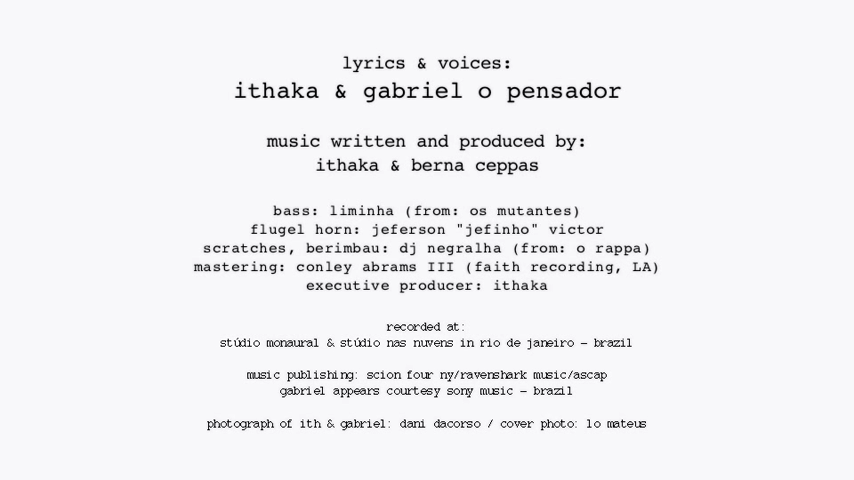 lyrics & voices:
ithaka & gabriel o pensador
music written and produced by:
ithaka & berna ceppas
bass: liminha (from: os mutantes)
flugel horn: jeferson "jefinho" victor
scratches, berimbau: dj negralha (from: o rappa)
mastering: conley abrams III (faith recording, LA)
executive producer: ithaka
recorded at:
stúdio monaural & stúdio nas nuvens in rio de janeiro – brazil
music publishing: scion four ny/ravenshark music/ascap
gabriel appears courtesy sony music – brazil
photograph of ith & gabriel: dani dacorso / cover photo: lo mateus